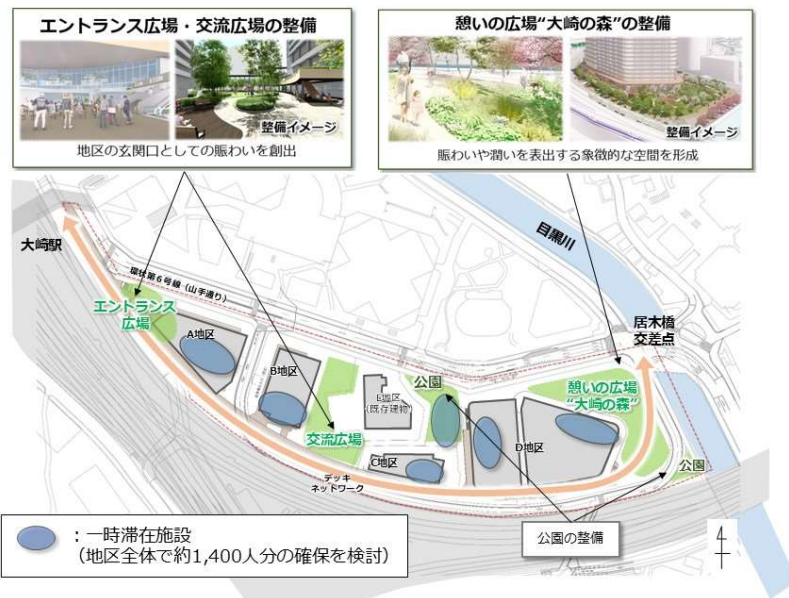 エントランス広場・交流広場の整備
整備イメージ
地区の玄関口としての賑わいを創出
憩いの広場“大崎の森”の整備
整備イメージ
賑わいや潤いを表出する象徴的な空間を形成
大崎駅
環状第6号線（山手通り）
目黒川
エントランス
広場
居木橋
交差点
A地区
B地区
E地区
（既存建物）
公園
憩いの広場
“大崎の森”
交流広場
D地区
C地区
公園
デッキ
ネットワーク
公園の整備
：一時滞在施設
（地区全体で約1,400人分の確保を検討）